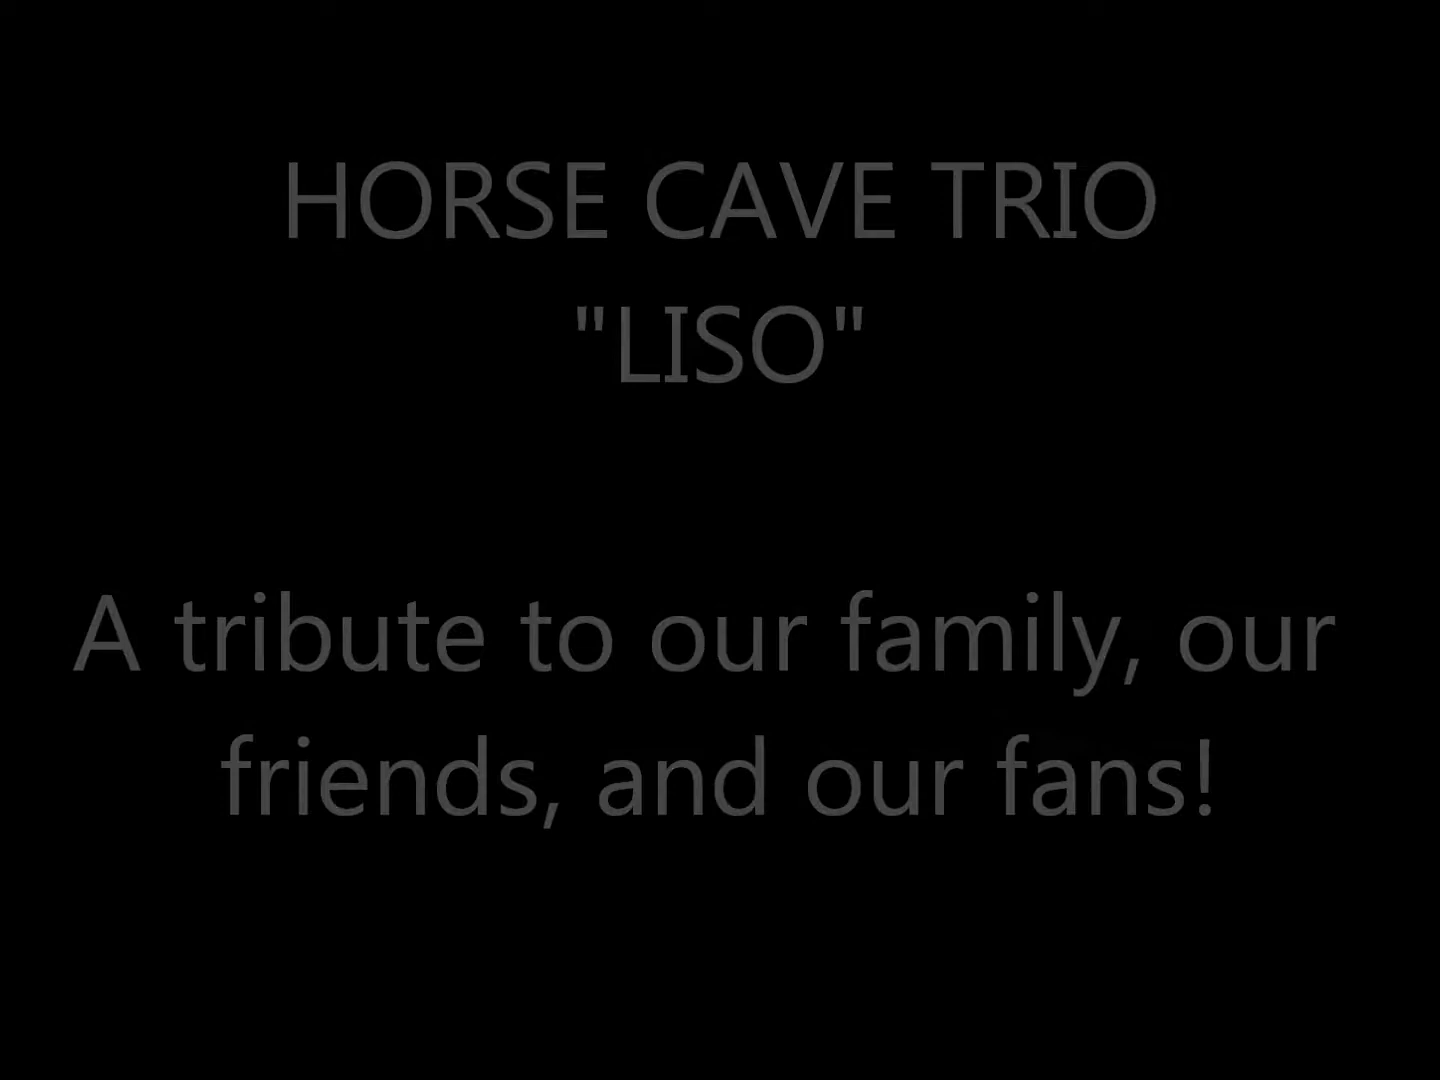 HORSE CAVE TRIO
"LISO"
A tribute to our family, our
friends, and our fans!